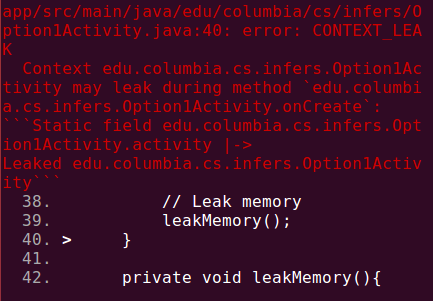 app/src/main/java/edu/columbia/cs/infers/O
ption1Activity.java:40: error: CONTEXT_LEA
K
  Context edu.columbia.cs.infers.Option1Ac
tivity may leak during method `edu.columbi
a.cs.infers.Option1Activity.onCreate`:
```Static field edu.columbia.cs.infers.Opt
ion1Activity.activity |->
Leaked edu.columbia.cs.infers.Option1Activ
ity```
  38.           // Leak memory
  39.           leakMemory();
  40. >     }
  41.
  42.       private void leakMemory(){